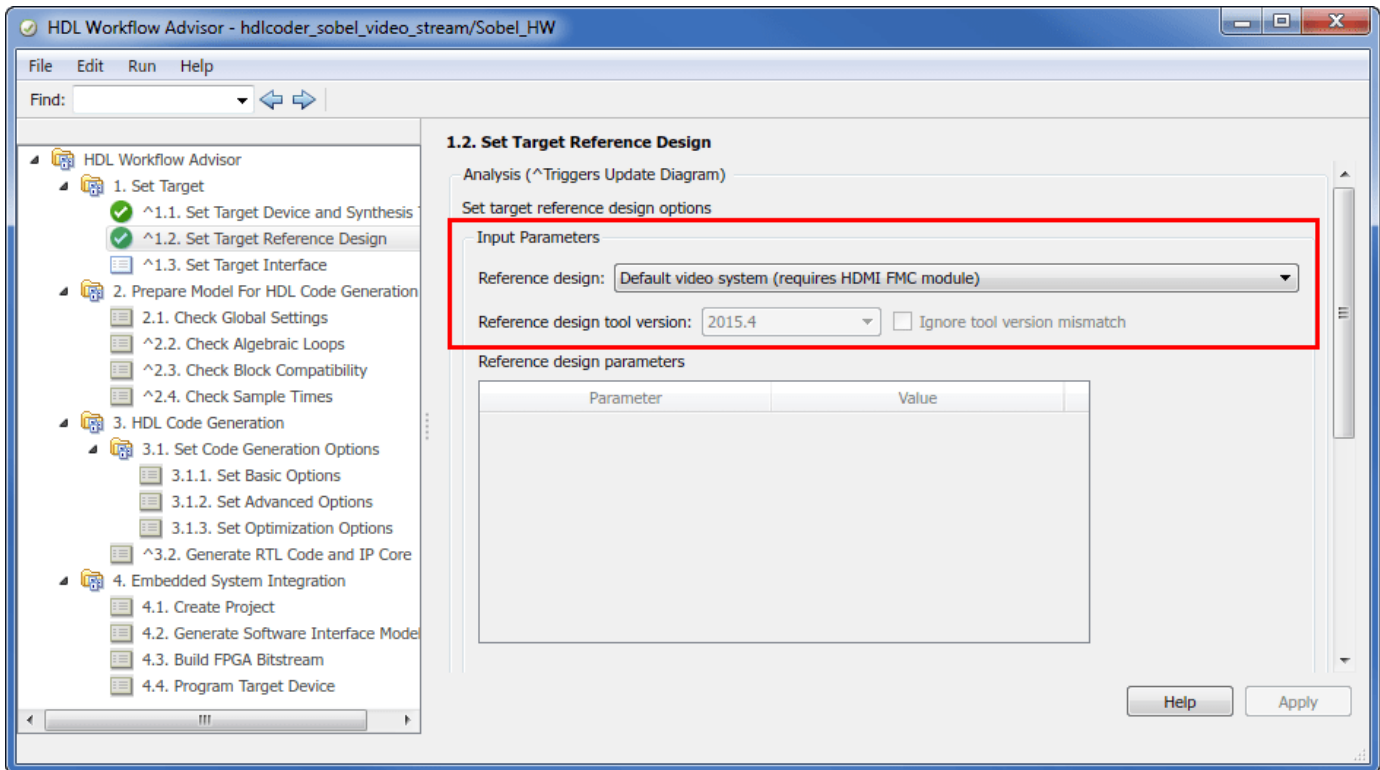 HDL Workflow Advisor - hdlcoder_sobel_video_stream/Sobel_HW
File Edit Run Help
Find:
HDL Workflow Advisor
1. Set Target
^1.1. Set Target Device and Synthesis
^1.2. Set Target Reference Design
^1.3. Set Target Interface
2. Prepare Model For HDL Code Generation
2.1. Check Global Settings
^2.2. Check Algebraic Loops
^2.3. Check Block Compatibility
^2.4. Check Sample Times
3. HDL Code Generation
3.1. Set Code Generation Options
3.1.1. Set Basic Options
3.1.2. Set Advanced Options
3.1.3. Set Optimization Options
^3.2. Generate RTL Code and IP Core
4. Embedded System Integration
4.1. Create Project
4.2. Generate Software Interface Model
4.3. Build FPGA Bitstream
4.4. Program Target Device
1.2. Set Target Reference Design
Analysis (^Triggers Update Diagram)
Set target reference design options
Input Parameters
Reference design: Default video system (requires HDMI FMC module)
Reference design tool version: 2015.4 Ignore tool version mismatch
Reference design parameters
Parameter Value
Help Apply